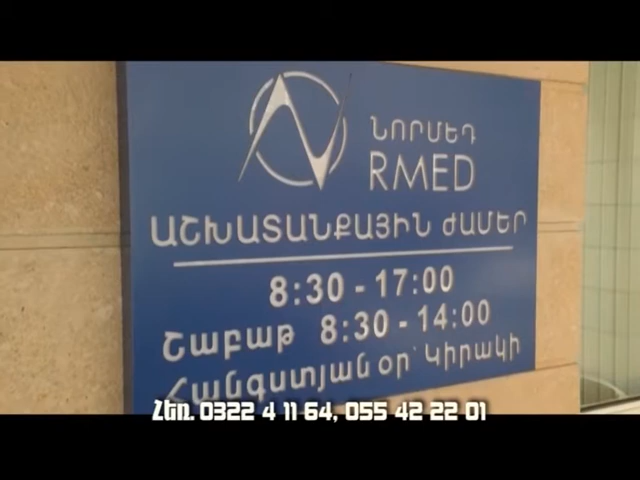 ՆՈՐՄԵԴ
RMED
ԱՇԽԱՏԱՆՔԱՅԻՆ ԺԱՄԵՐ
8:30 - 17:00
Շաբաթ 8:30 - 14:00
Հանգստյան օր՝ Կիրակի
Հեռ. 0322 4 11 64, 055 42 22 01